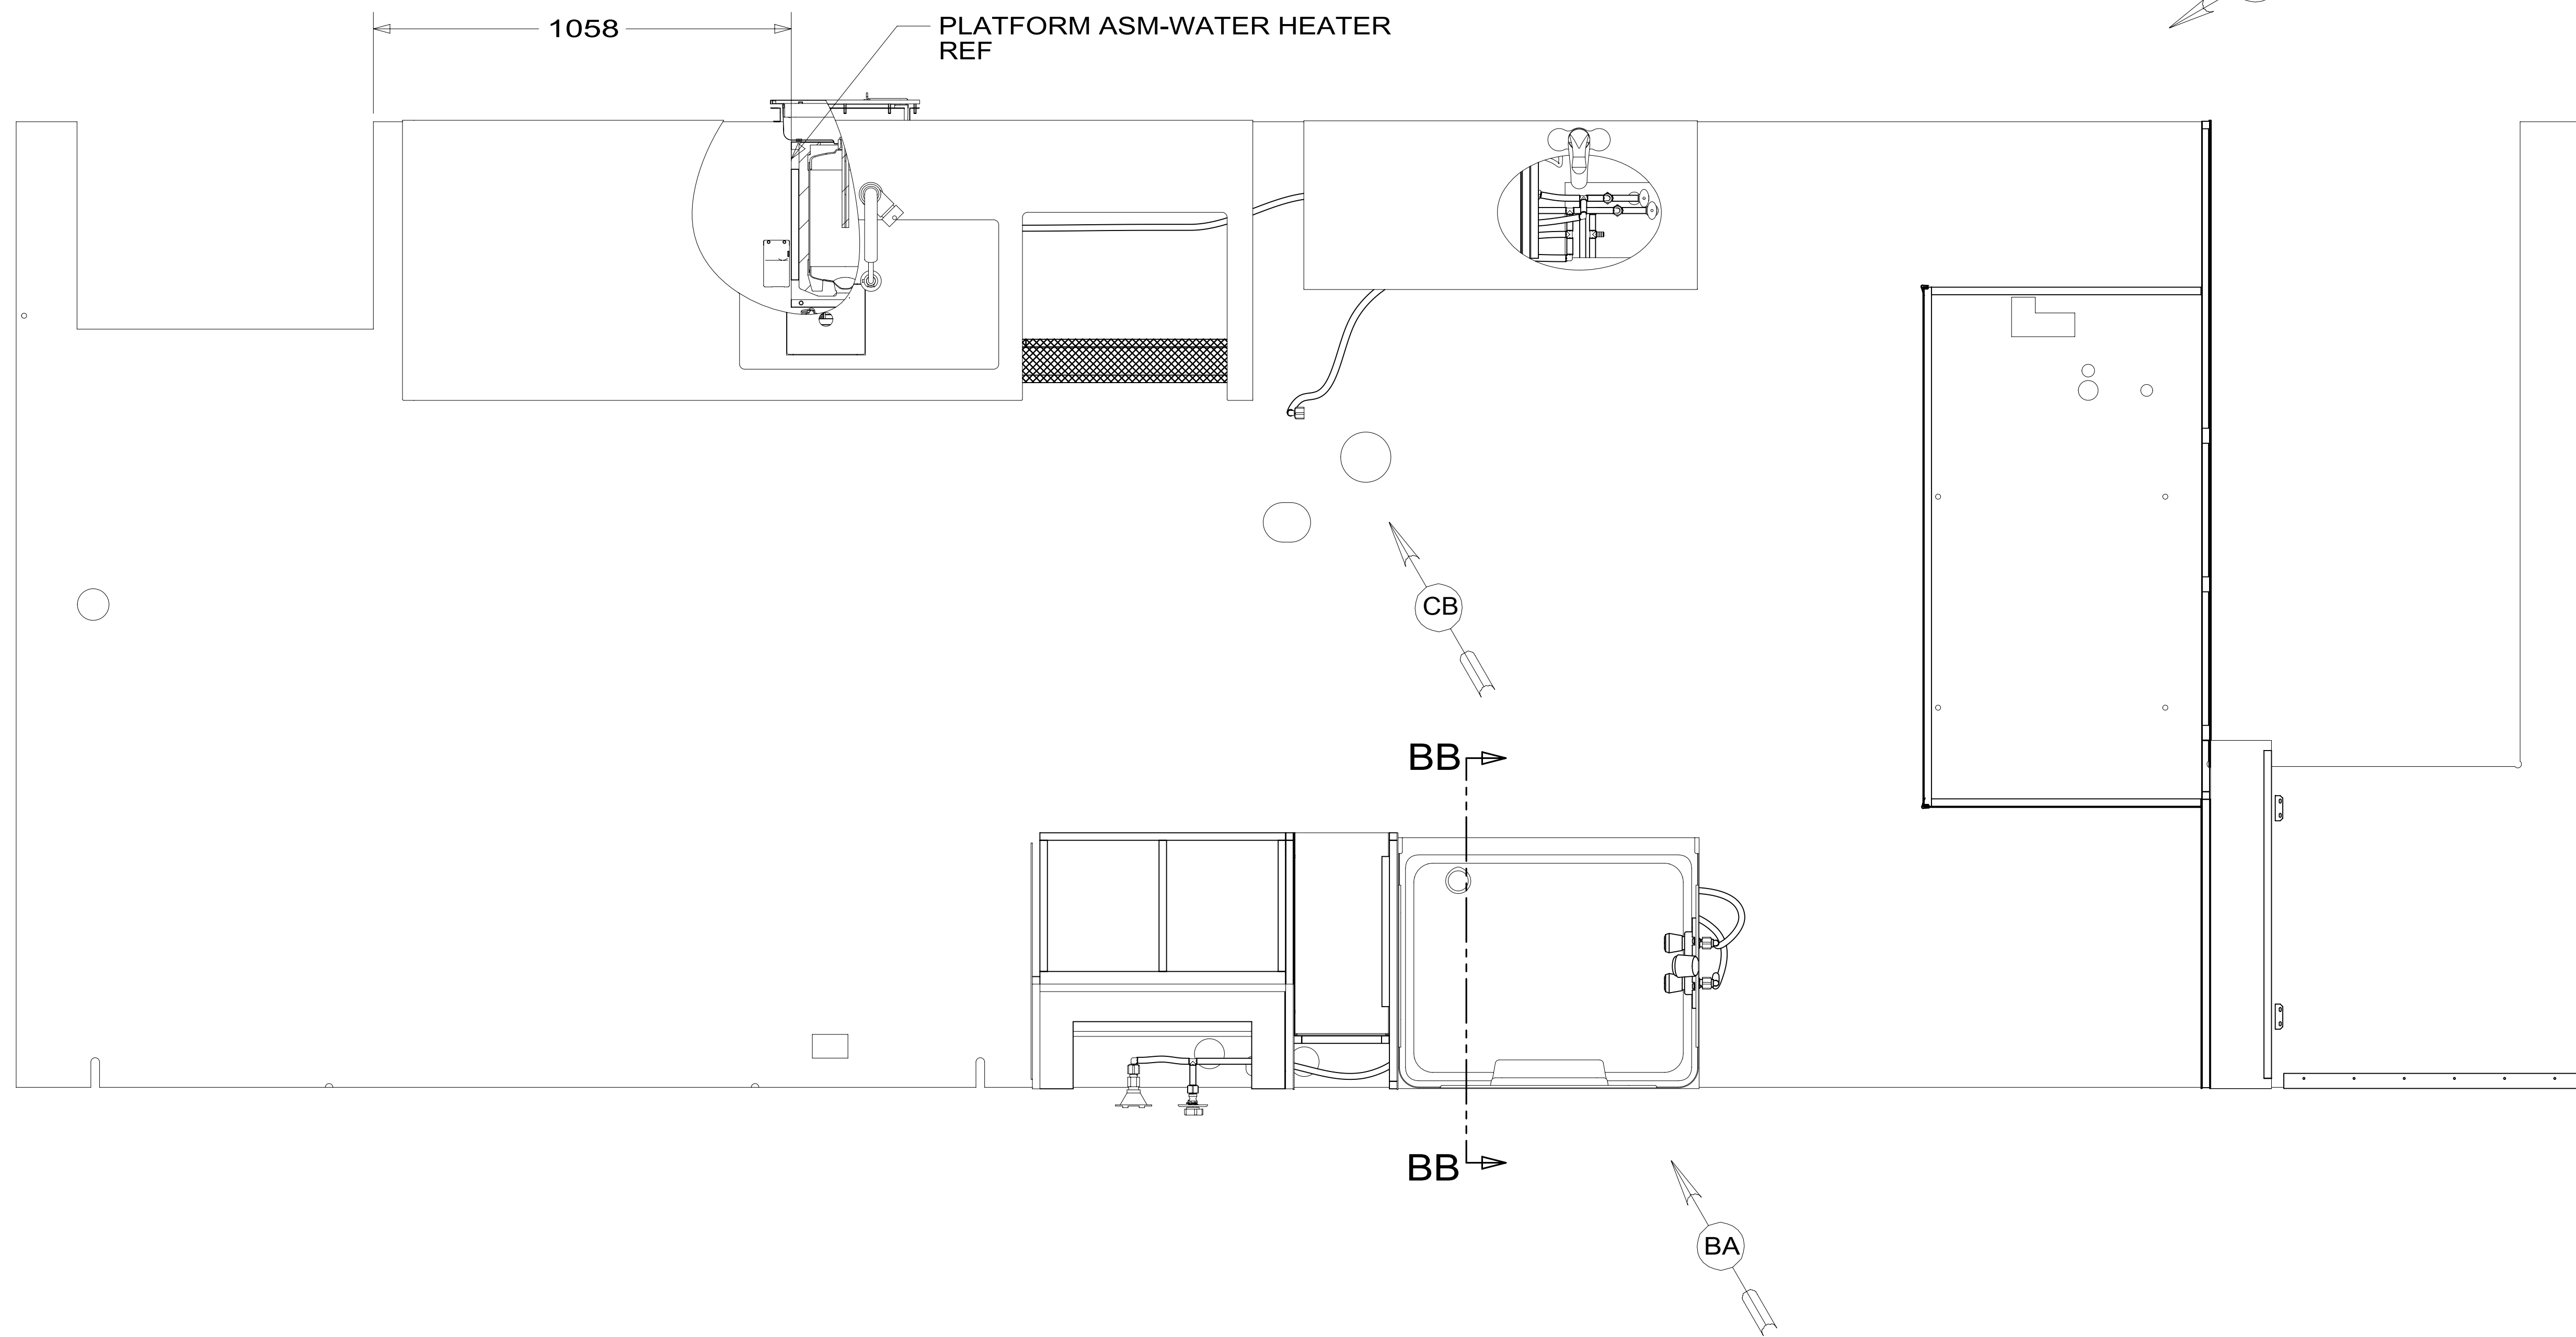 1058
PLATFORM ASM-WATER HEATER
REF
CB
BB
BB
BA